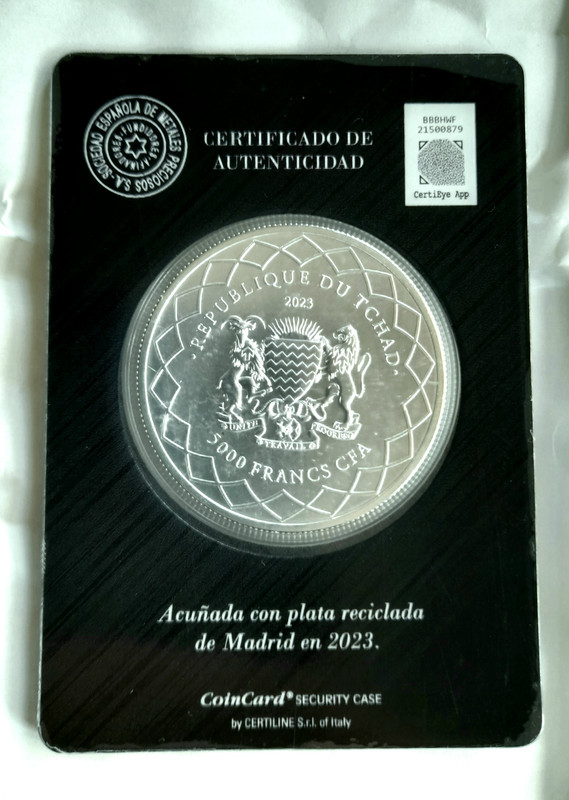 SOCIEDAD ESPAÑOLA DE METALES PRECIOSOS S.A.
CERTIFICADO DE
AUTENTICIDAD
BBBHWF
21500879
CertiEye App
REPUBLIQUE DU TCHAD
2023
TRAVAIL
5000 FRANCS CFA
Acuñada con plata reciclada
de Madrid en 2023.
CoinCard® SECURITY CASE
by CERTILINE S.r.l. of Italy